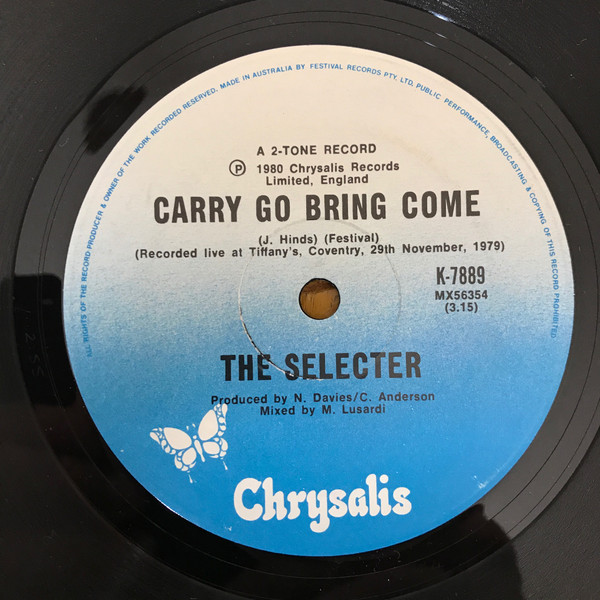 ALL RIGHTS OF THE RECORD PRODUCER & OWNER OF THE WORK RECORDED RESERVED. MADE IN AUSTRALIA BY FESTIVAL RECORDS PTY. LTD. PUBLIC PERFORMANCE, BROADCASTING & COPYING OF THIS RECORD PROHIBITED
A 2-TONE RECORD
℗ 1980 Chrysalis Records
Limited, England
CARRY GO BRING COME
(J. Hinds) (Festival)
(Recorded live at Tiffany's, Coventry, 29th November, 1979)
K-7889
MX56354
(3.15)
THE SELECTER
Produced by N. Davies/C. Anderson
Mixed by M. Lusardi
Chrysalis